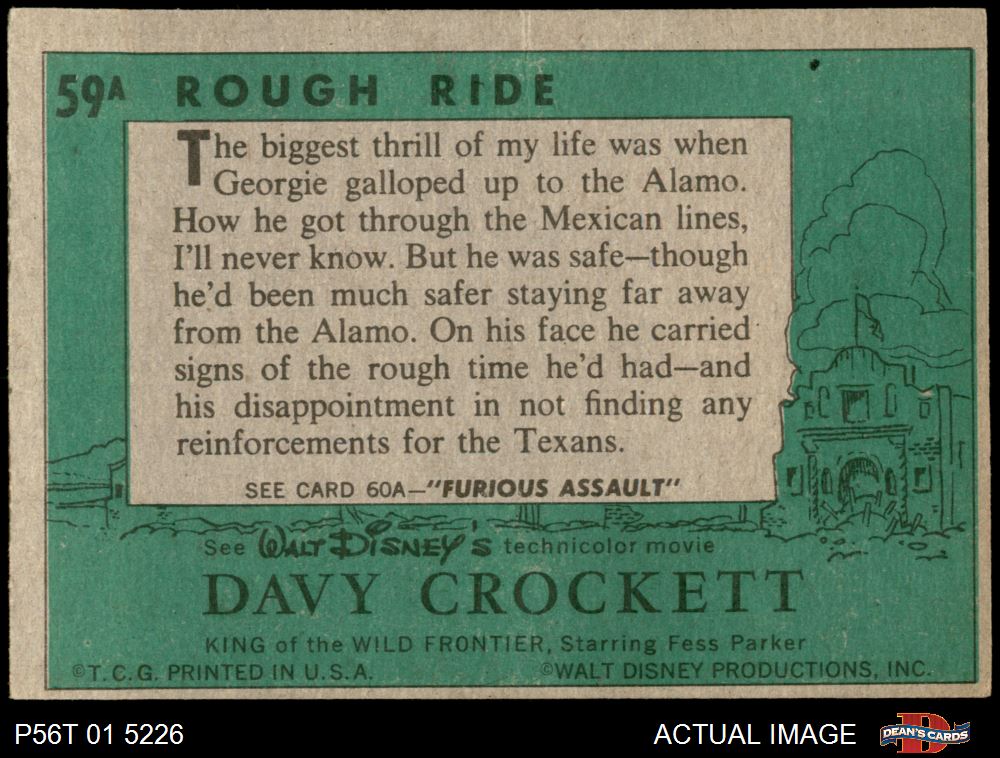 59A ROUGH RIDE
The biggest thrill of my life was when
Georgie galloped up to the Alamo.
How he got through the Mexican lines,
I'll never know. But he was safe—though
he'd been much safer staying far away
from the Alamo. On his face he carried
signs of the rough time he'd had—and
his disappointment in not finding any
reinforcements for the Texans.
SEE CARD 60A—"FURIOUS ASSAULT"
See WALT DISNEY'S technicolor movie
DAVY CROCKETT
KING of the WILD FRONTIER, Starring Fess Parker
©T.C.G. PRINTED IN U.S.A. ©WALT DISNEY PRODUCTIONS, INC.
P56T 01 5226 ACTUAL IMAGE D DEAN'S CARDS